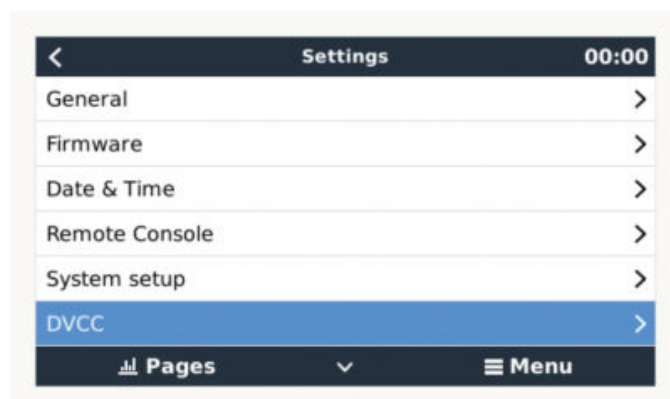 Settings 00:00
General
Firmware
Date & Time
Remote Console
System setup
DVCC
Pages Menu